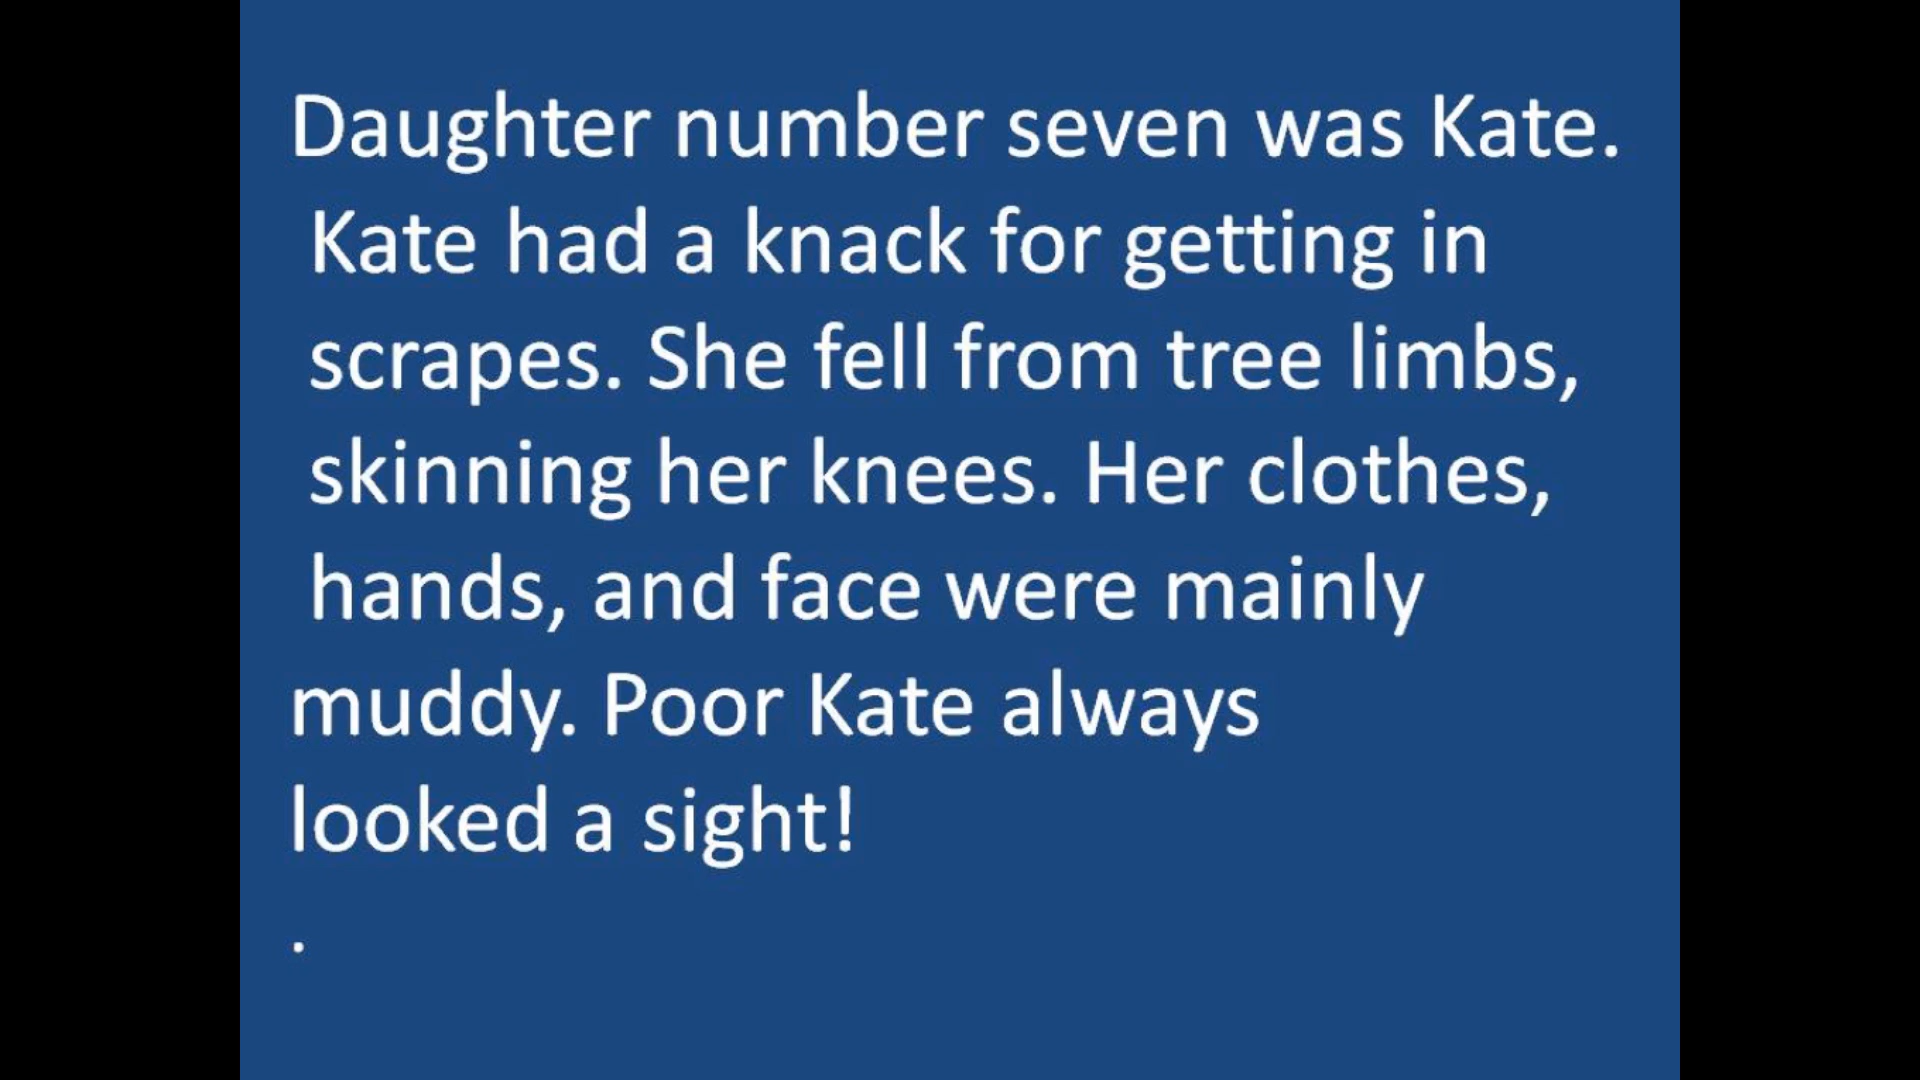 Daughter number seven was Kate.
Kate had a knack for getting in
scrapes. She fell from tree limbs,
skinning her knees. Her clothes,
hands, and face were mainly
muddy. Poor Kate always
looked a sight!
.